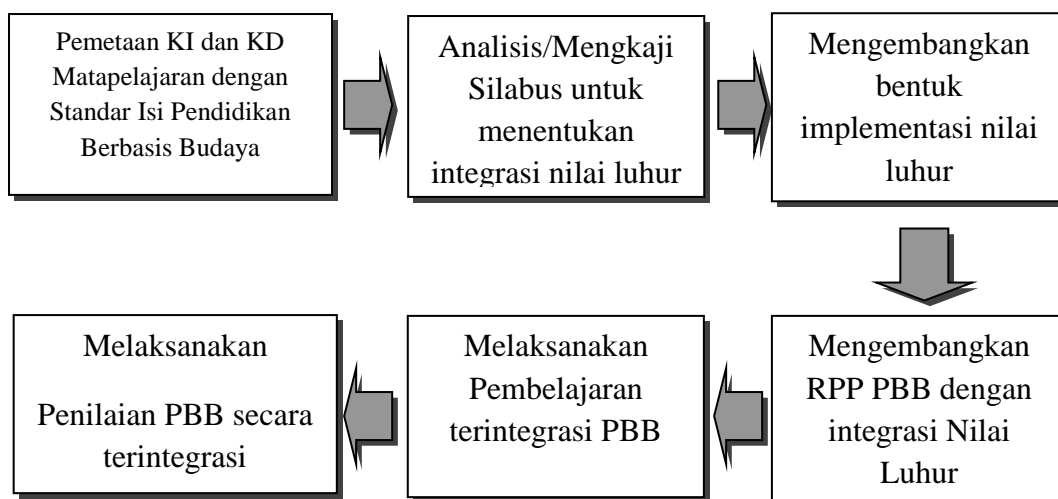 Pemetaan KI dan KD
Matapelajaran dengan
Standar Isi Pendidikan
Berbasis Budaya
Analisis/Mengkaji
Silabus untuk
menentukan
integrasi nilai luhur
Mengembangkan
bentuk
implementasi nilai
luhur
Mengembangkan
RPP PBB dengan
integrasi Nilai
Luhur
Melaksanakan
Pembelajaran
terintegrasi PBB
Melaksanakan
Penilaian PBB secara
terintegrasi